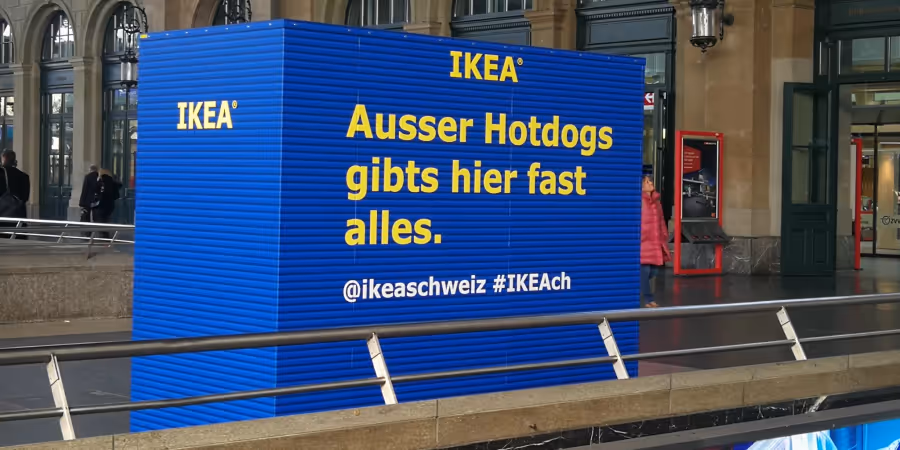 IKEA®
IKEA®
Ausser Hotdogs
gibts hier fast
alles.
@ikeaschweiz #IKEAch